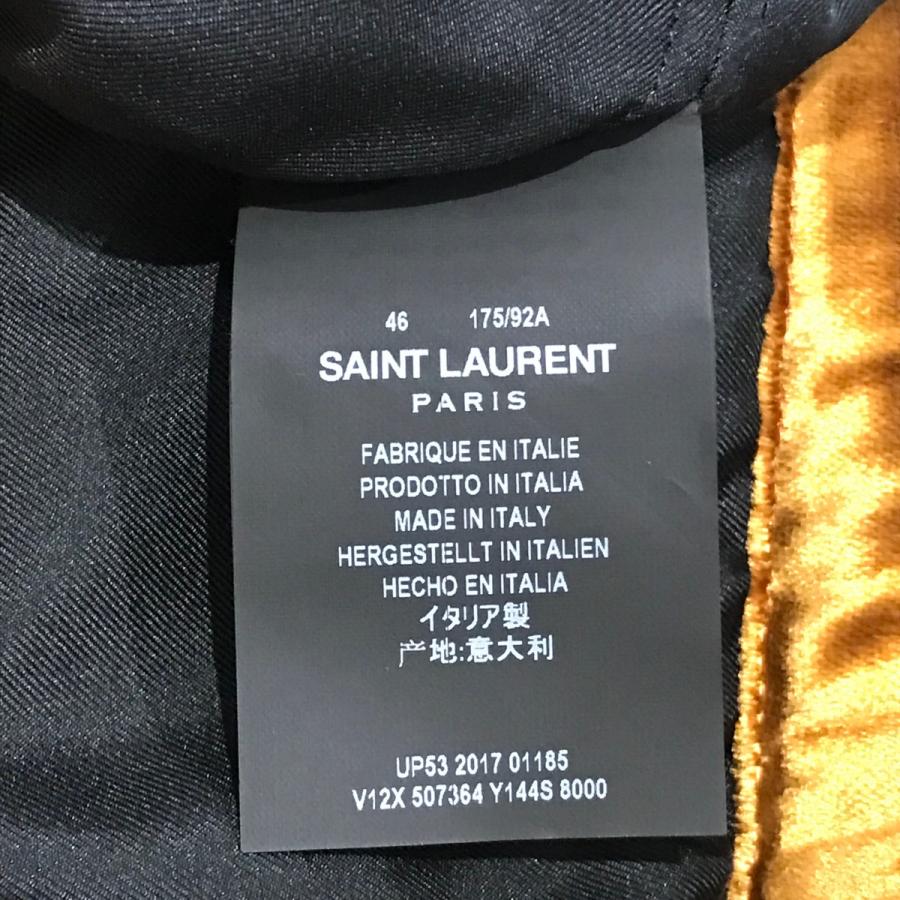 46 175/92A
SAINT LAURENT
PARIS
FABRIQUE EN ITALIE
PRODOTTO IN ITALIA
MADE IN ITALY
HERGESTELLT IN ITALIEN
HECHO EN ITALIA
イタリア製
产地:意大利
UP53 2017 01185
V12X 507364 Y144S 8000